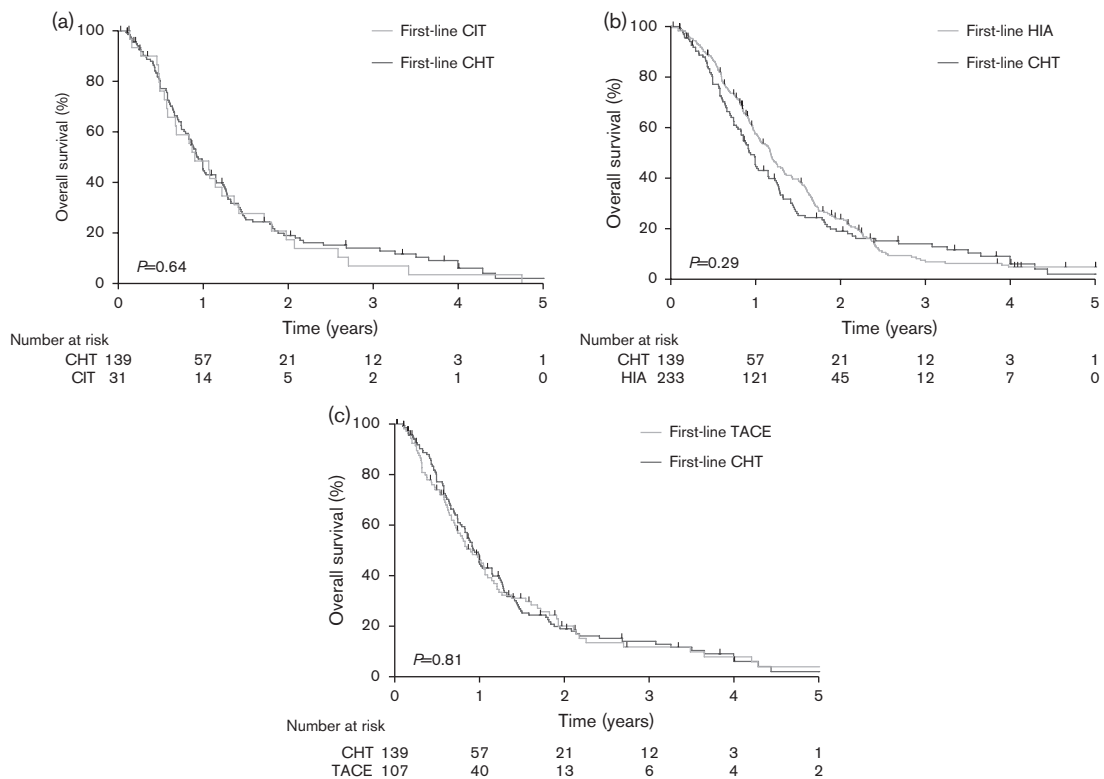 (a)
100
80
60
40
20
0
Overall survival (%)
First-line CIT
First-line CHT
P=0.64
0 1 2 3 4 5
Time (years)
Number at risk
CHT 139 57 21 12 3 1
CIT 31 14 5 2 1 0
(b)
100
80
60
40
20
0
Overall survival (%)
First-line HIA
First-line CHT
P=0.29
0 1 2 3 4 5
Time (years)
Number at risk
CHT 139 57 21 12 3 1
HIA 233 121 45 12 7 0
(c)
100
80
60
40
20
0
Overall survival (%)
First-line TACE
First-line CHT
P=0.81
0 1 2 3 4 5
Time (years)
Number at risk
CHT 139 57 21 12 3 1
TACE 107 40 13 6 4 2